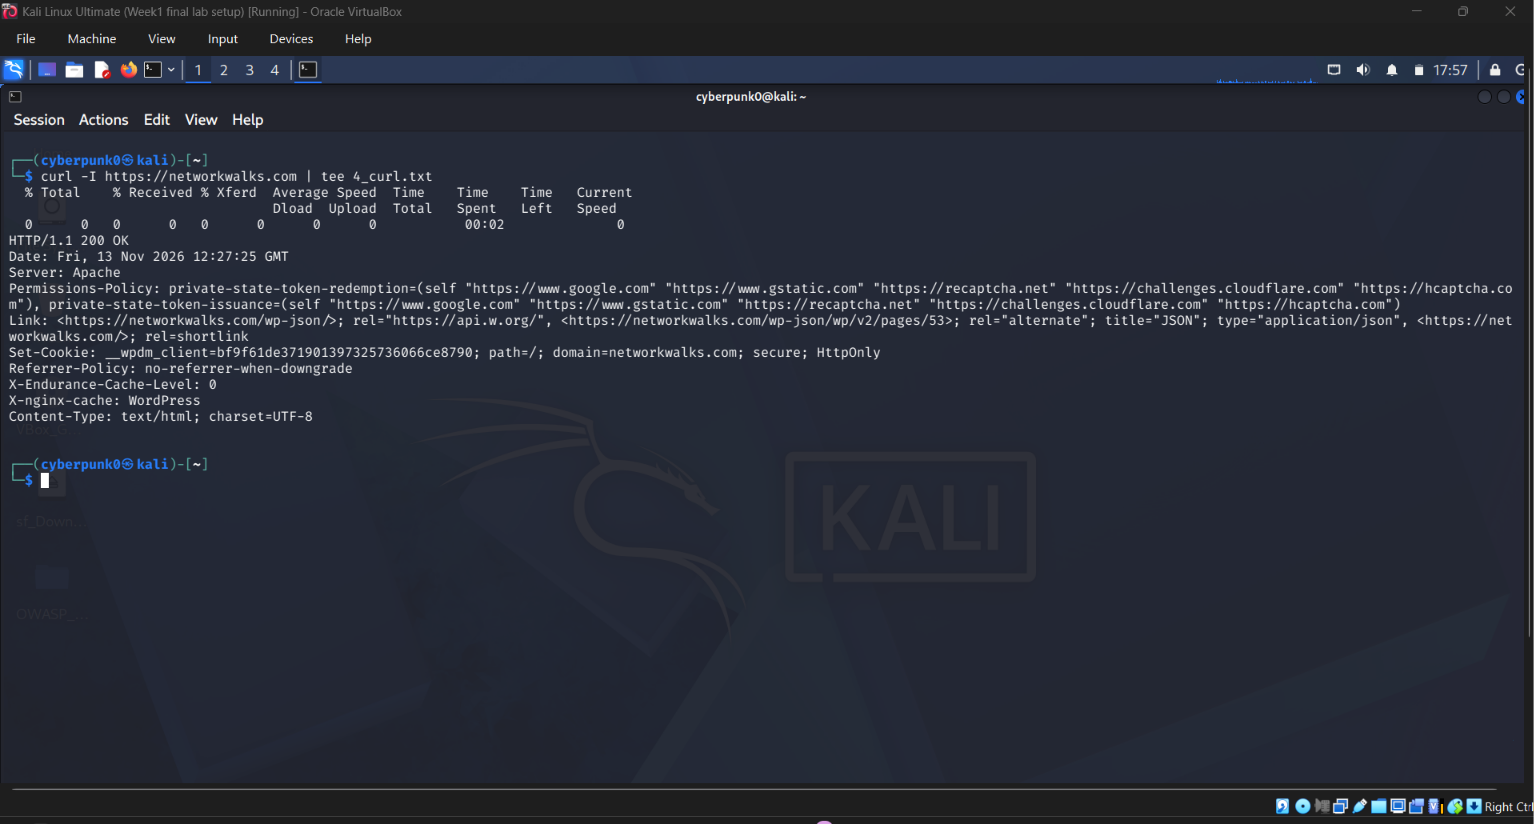 Kali Linux Ultimate (Week1 final lab setup) [Running] - Oracle VirtualBox
File Machine View Input Devices Help
1 2 3 4 17:57
cyberpunk0@kali: ~
Session Actions Edit View Help
┌──(cyberpunk0㉿kali)-[~]
└─$ curl -I https://networkwalks.com | tee 4_curl.txt
% Total % Received % Xferd Average Speed Time Time Time Current
Dload Upload Total Spent Left Speed
0 0 0 0 0 0 0 0 00:02 0
HTTP/1.1 200 OK
Date: Fri, 13 Nov 2026 12:27:25 GMT
Server: Apache
Permissions-Policy: private-state-token-redemption=(self "https://www.google.com" "https://www.gstatic.com" "https://recaptcha.net" "https://challenges.cloudflare.com" "https://hcaptcha.co
m"), private-state-token-issuance=(self "https://www.google.com" "https://www.gstatic.com" "https://recaptcha.net" "https://challenges.cloudflare.com" "https://hcaptcha.com")
Link: <https://networkwalks.com/wp-json/>; rel="https://api.w.org/", <https://networkwalks.com/wp-json/wp/v2/pages/53>; rel="alternate"; title="JSON"; type="application/json", <https://net
workwalks.com/>; rel=shortlink
Set-Cookie: __wpdm_client=bf9f61de371901397325736066ce8790; path=/; domain=networkwalks.com; secure; HttpOnly
Referrer-Policy: no-referrer-when-downgrade
X-Endurance-Cache-Level: 0
X-nginx-cache: WordPress
Content-Type: text/html; charset=UTF-8
VBox_G...
┌──(cyberpunk0㉿kali)-[~]
└─$
KALI
sf_Down...
OWASP_...
Right Ctrl